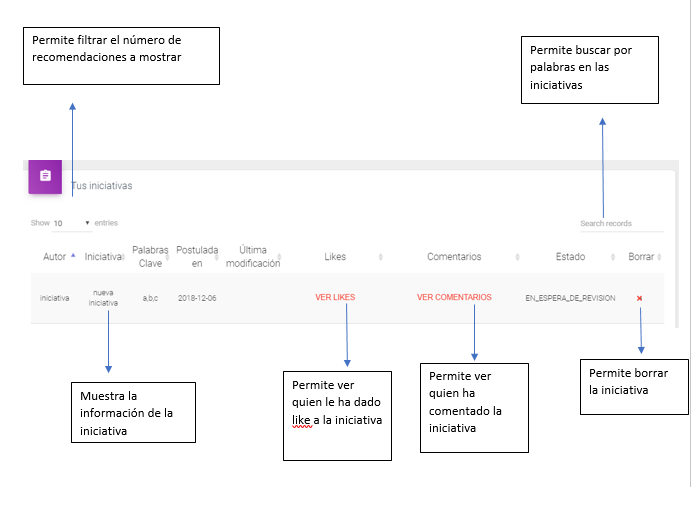 Permite filtrar el número de
recomendaciones a mostrar
Permite buscar por
palabras en las
iniciativas
Tus iniciativas
Show 10 entries
Search records
Autor Iniciativa Palabras Clave Postulada en Última modificación Likes Comentarios Estado Borrar
iniciativa nueva iniciativa a,b,c 2018-12-06 VER LIKES VER COMENTARIOS EN_ESPERA_DE_REVISION
Muestra la
información de la
iniciativa
Permite ver
quien le ha dado
like a la iniciativa
Permite ver
quien ha
comentado la
iniciativa
Permite borrar
la iniciativa